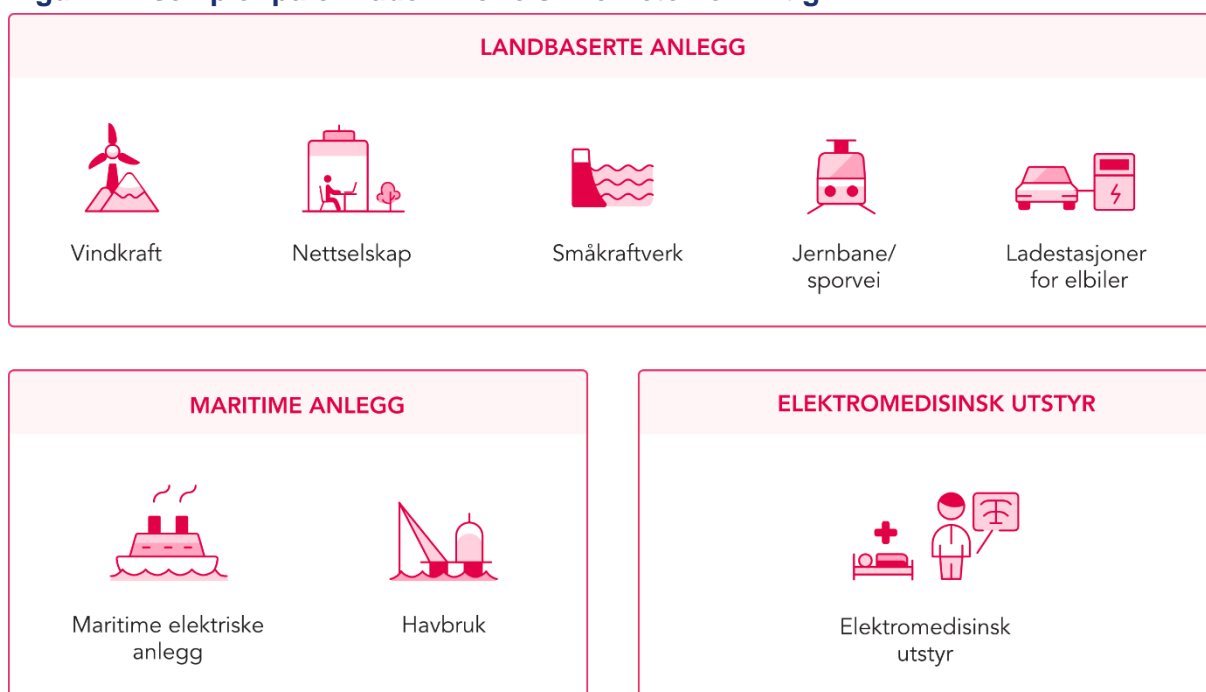 LANDBASERTE ANLEGG
Vindkraft
Nettselskap
Småkraftverk
Jernbane/
sporvei
Ladestasjoner
for elbiler
MARITIME ANLEGG
Maritime elektriske
anlegg
Havbruk
ELEKTROMEDISINSK UTSTYR
Elektromedisinsk
utstyr